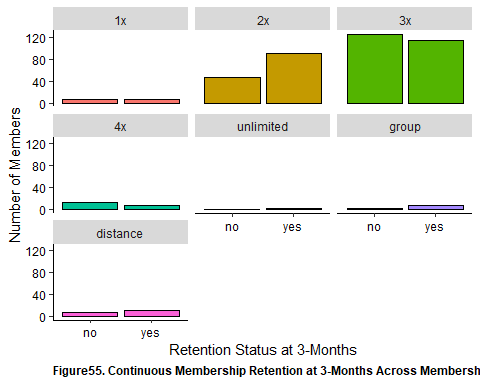 1x 2x 3x
120
80
40
0
4x unlimited group
120
80
40
0
no yes no yes
distance
120
80
40
0
no yes
Number of Members
Retention Status at 3-Months
Figure55. Continuous Membership Retention at 3-Months Across Membersh